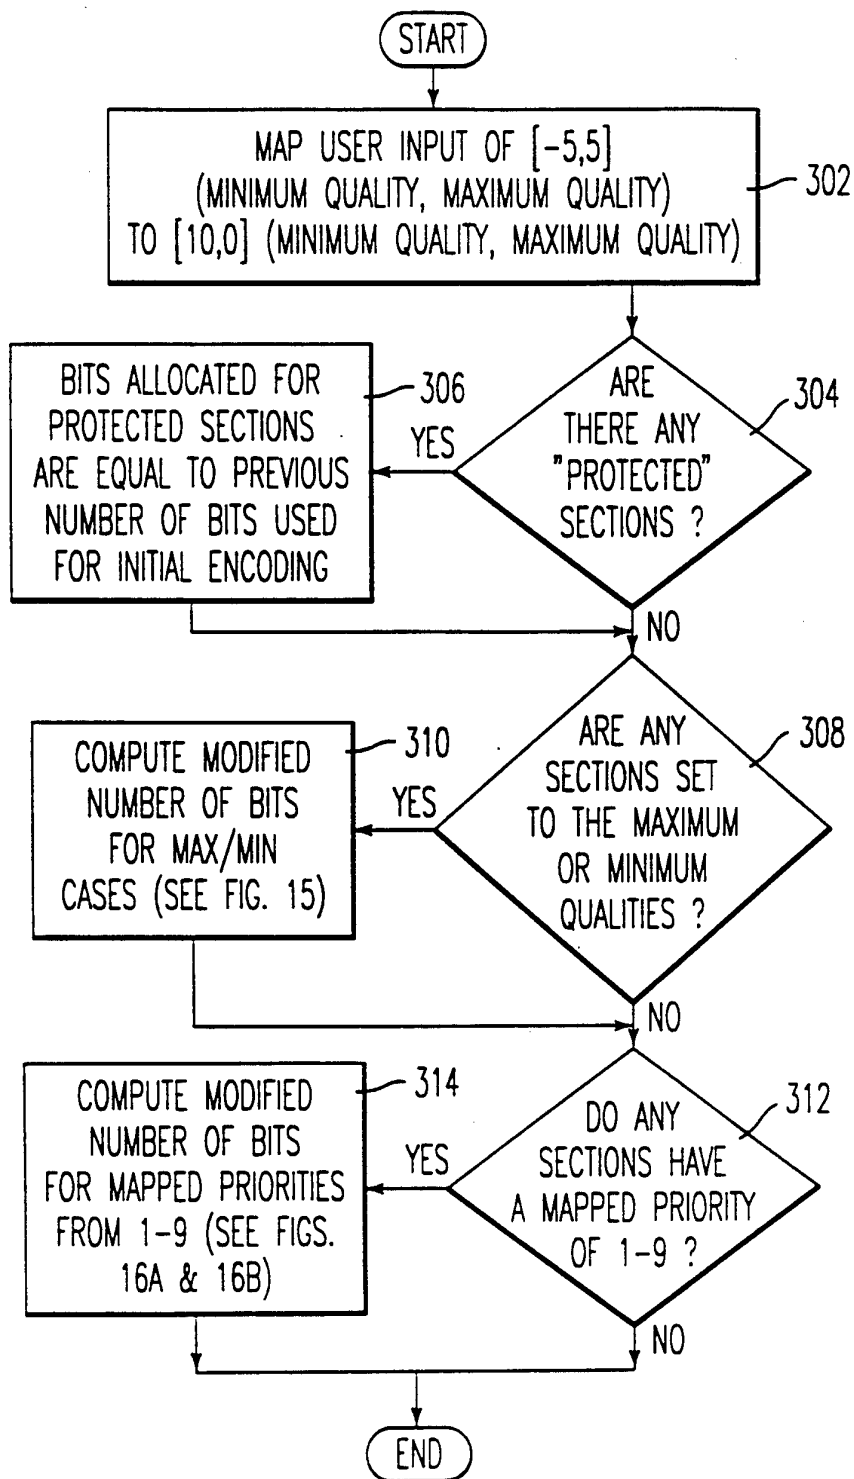 START
MAP USER INPUT OF [-5,5]
(MINIMUM QUALITY, MAXIMUM QUALITY)
TO [10,0] (MINIMUM QUALITY, MAXIMUM QUALITY)
302
ARE
THERE ANY
"PROTECTED"
SECTIONS ?
304
YES
BITS ALLOCATED FOR
PROTECTED SECTIONS
ARE EQUAL TO PREVIOUS
NUMBER OF BITS USED
FOR INITIAL ENCODING
306
NO
ARE ANY
SECTIONS SET
TO THE MAXIMUM
OR MINIMUM
QUALITIES ?
308
YES
COMPUTE MODIFIED
NUMBER OF BITS
FOR MAX/MIN
CASES (SEE FIG. 15)
310
NO
DO ANY
SECTIONS HAVE
A MAPPED PRIORITY
OF 1-9 ?
312
YES
COMPUTE MODIFIED
NUMBER OF BITS
FOR MAPPED PRIORITIES
FROM 1-9 (SEE FIGS.
16A & 16B)
314
NO
END